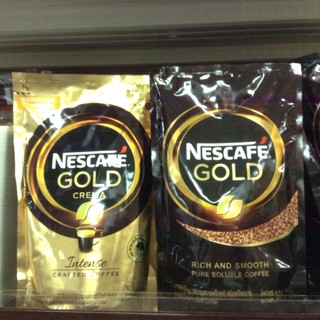 NESCAFÉ
GOLD
CREMA
Intense
CRAFTED COFFEE
NESCAFÉ
GOLD
RICH AND SMOOTH
PURE SOLUBLE COFFEE